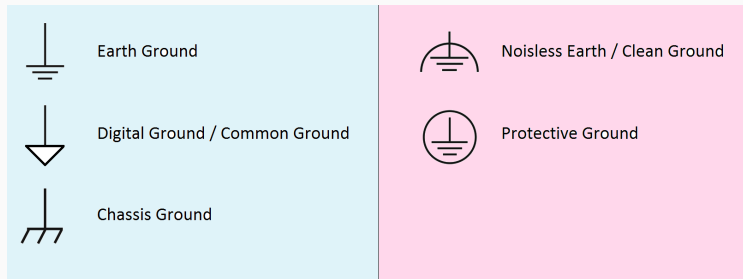 Earth Ground
Digital Ground / Common Ground
Chassis Ground
Noisless Earth / Clean Ground
Protective Ground